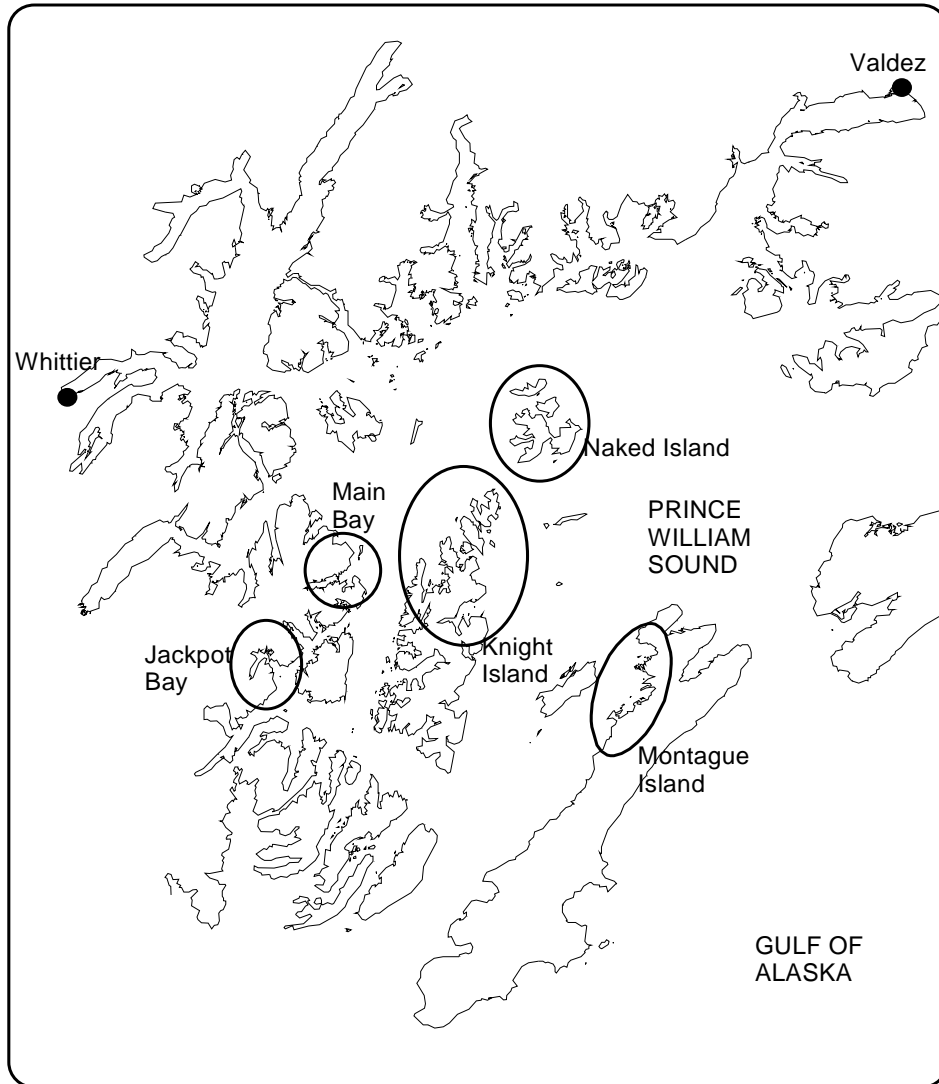 Valdez
Whittier
Naked Island
Main
Bay
PRINCE
WILLIAM
SOUND
Jackpot
Bay
Knight
Island
Montague
Island
GULF OF
ALASKA